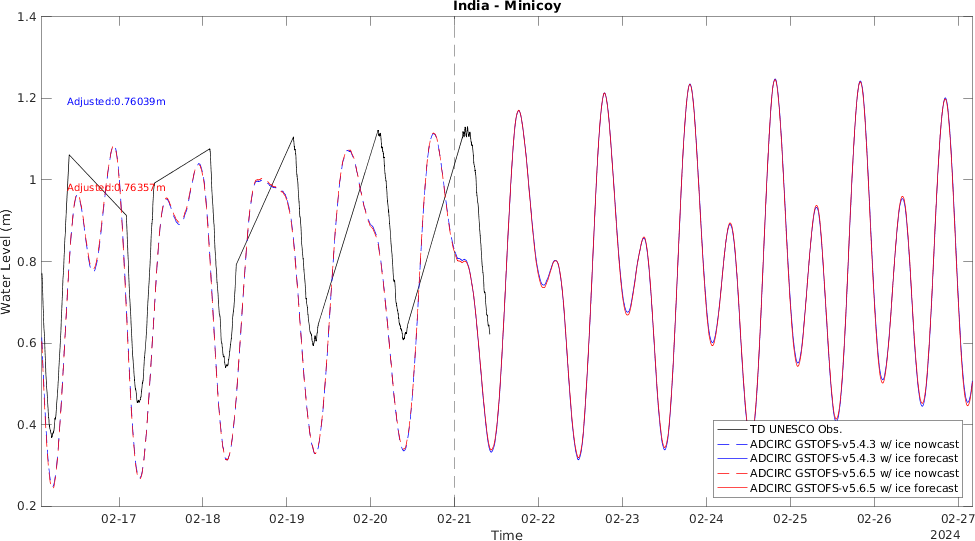 India - Minicoy
1.4
1.2
1
0.8
0.6
0.4
0.2
Water Level (m)
Adjusted:0.76039m
Adjusted:0.76357m
TD UNESCO Obs.
ADCIRC GSTOFS-v5.4.3 w/ ice nowcast
ADCIRC GSTOFS-v5.4.3 w/ ice forecast
ADCIRC GSTOFS-v5.6.5 w/ ice nowcast
ADCIRC GSTOFS-v5.6.5 w/ ice forecast
02-17 02-18 02-19 02-20 02-21 02-22 02-23 02-24 02-25 02-26 02-27
Time
2024